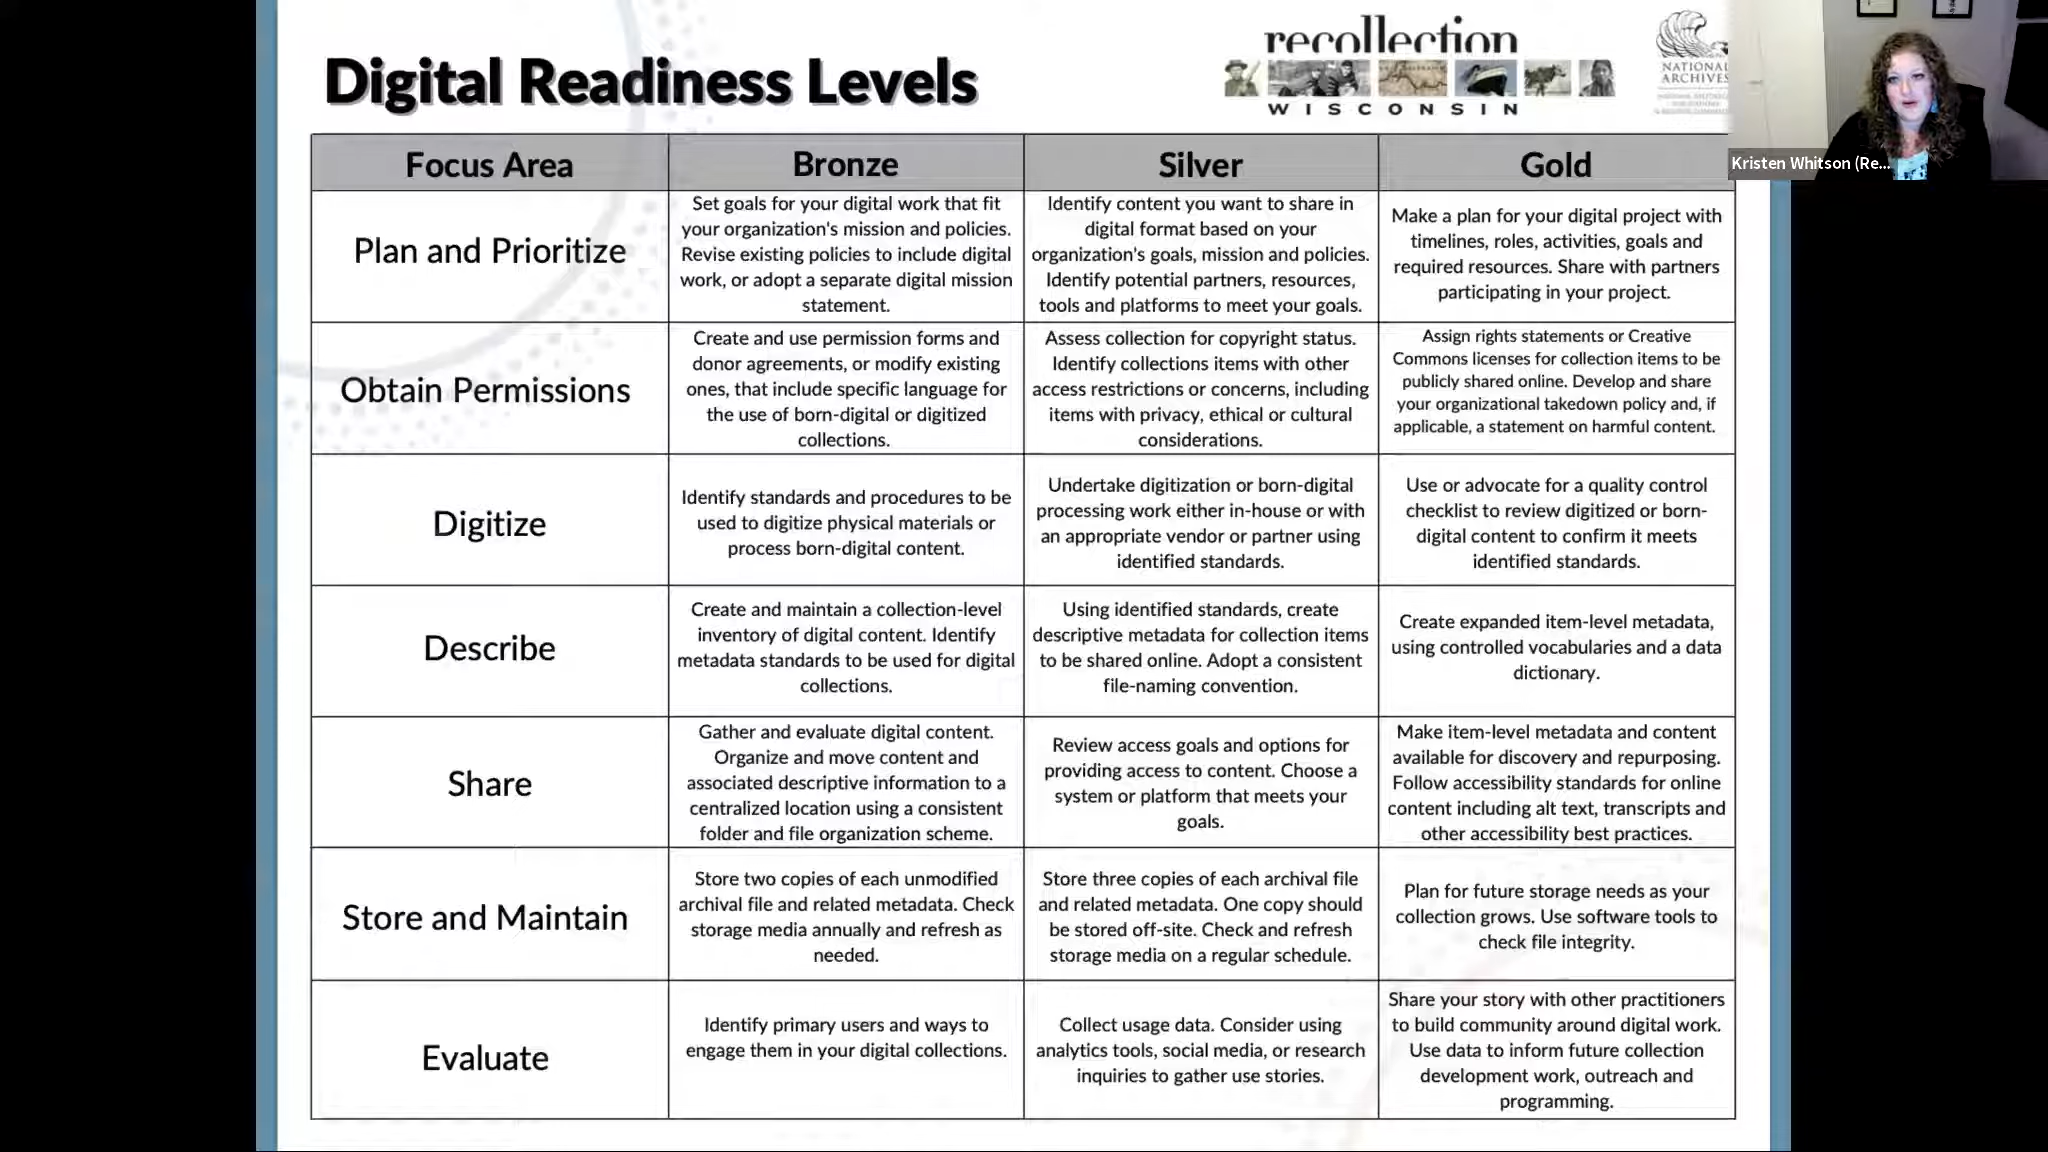 recollection
WISCONSIN
NATIONAL
ARCHIVES
Digital Readiness Levels
Kristen Whitson (Re...
Focus Area
Bronze
Silver
Gold
Plan and Prioritize
Set goals for your digital work that fit
your organization's mission and policies.
Revise existing policies to include digital
work, or adopt a separate digital mission
statement.
Identify content you want to share in
digital format based on your
organization's goals, mission and policies.
Identify potential partners, resources,
tools and platforms to meet your goals.
Make a plan for your digital project with
timelines, roles, activities, goals and
required resources. Share with partners
participating in your project.
Obtain Permissions
Create and use permission forms and
donor agreements, or modify existing
ones, that include specific language for
the use of born-digital or digitized
collections.
Assess collection for copyright status.
Identify collections items with other
access restrictions or concerns, including
items with privacy, ethical or cultural
considerations.
Assign rights statements or Creative
Commons licenses for collection items to be
publicly shared online. Develop and share
your organizational takedown policy and, if
applicable, a statement on harmful content.
Digitize
Identify standards and procedures to be
used to digitize physical materials or
process born-digital content.
Undertake digitization or born-digital
processing work either in-house or with
an appropriate vendor or partner using
identified standards.
Use or advocate for a quality control
checklist to review digitized or born-
digital content to confirm it meets
identified standards.
Describe
Create and maintain a collection-level
inventory of digital content. Identify
metadata standards to be used for digital
collections.
Using identified standards, create
descriptive metadata for collection items
to be shared online. Adopt a consistent
file-naming convention.
Create expanded item-level metadata,
using controlled vocabularies and a data
dictionary.
Share
Gather and evaluate digital content.
Organize and move content and
associated descriptive information to a
centralized location using a consistent
folder and file organization scheme.
Review access goals and options for
providing access to content. Choose a
system or platform that meets your
goals.
Make item-level metadata and content
available for discovery and repurposing.
Follow accessibility standards for online
content including alt text, transcripts and
other accessibility best practices.
Store and Maintain
Store two copies of each unmodified
archival file and related metadata. Check
storage media annually and refresh as
needed.
Store three copies of each archival file
and related metadata. One copy should
be stored off-site. Check and refresh
storage media on a regular schedule.
Plan for future storage needs as your
collection grows. Use software tools to
check file integrity.
Evaluate
Identify primary users and ways to
engage them in your digital collections.
Collect usage data. Consider using
analytics tools, social media, or research
inquiries to gather use stories.
Share your story with other practitioners
to build community around digital work.
Use data to inform future collection
development work, outreach and
programming.